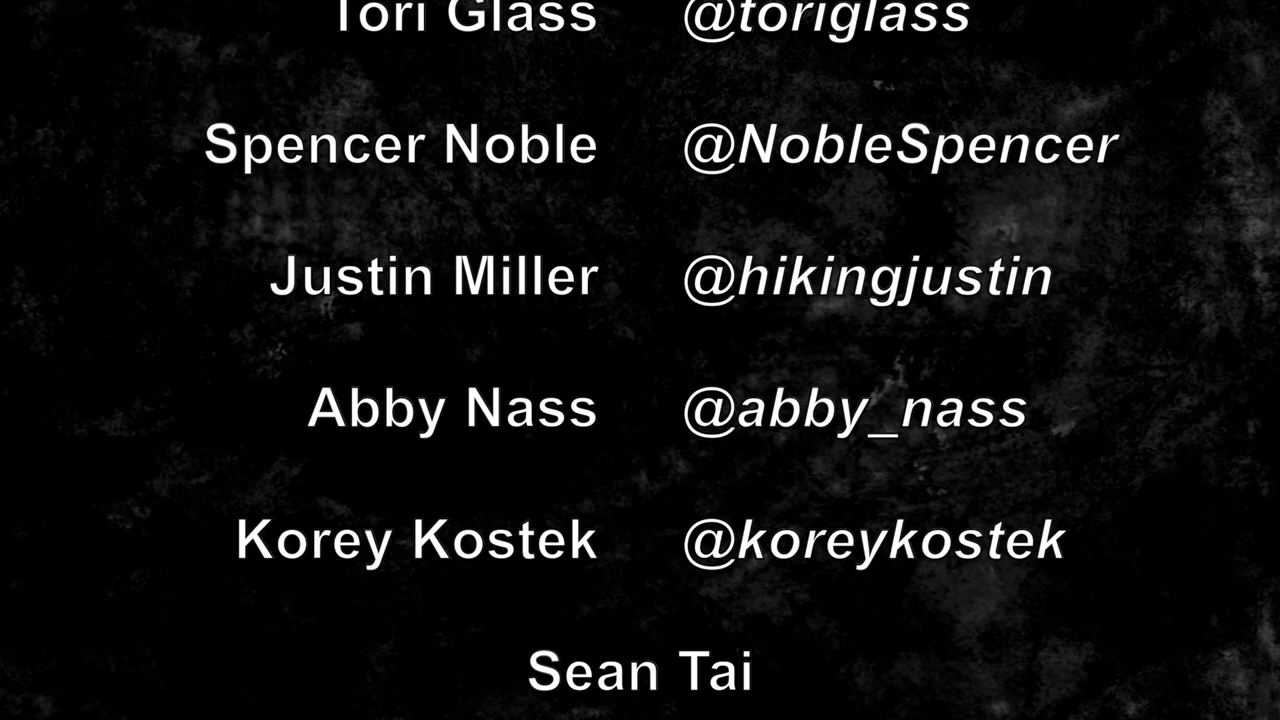 Tori Glass @toriglass
Spencer Noble @NobleSpencer
Justin Miller @hikingjustin
Abby Nass @abby_nass
Korey Kostek @koreykostek
Sean Tai